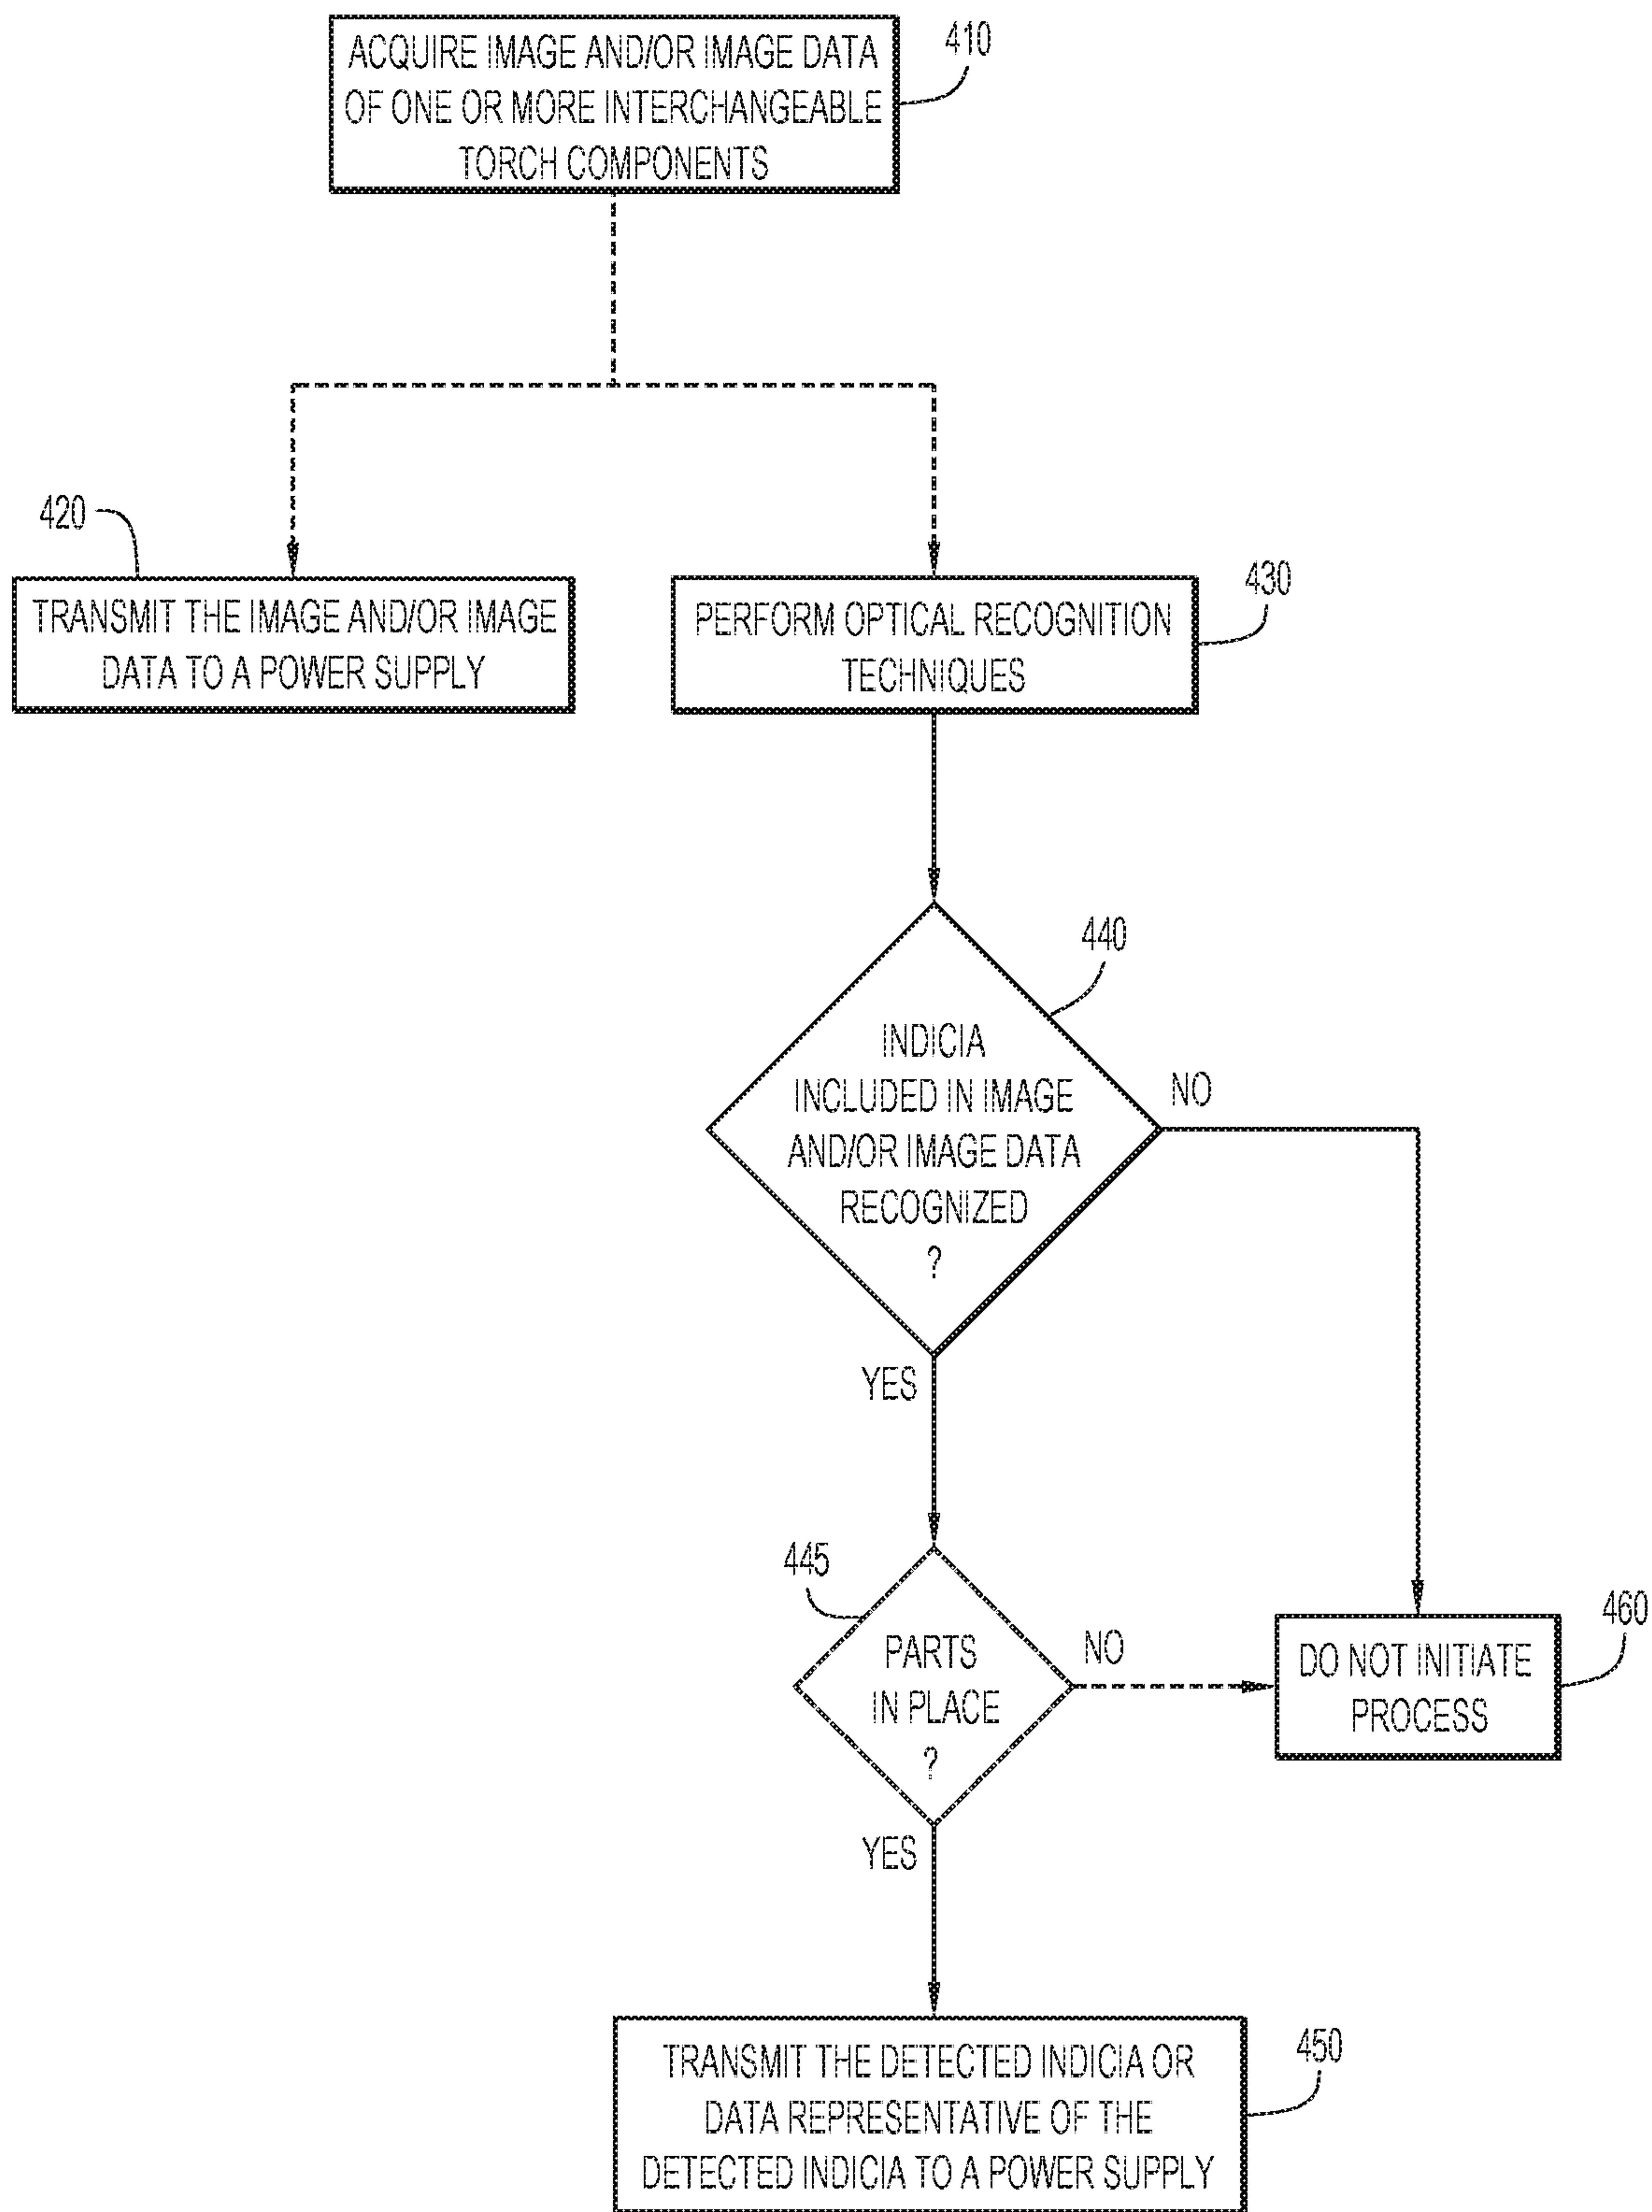 ACQUIRE IMAGE AND/OR IMAGE DATA
OF ONE OR MORE INTERCHANGEABLE
TORCH COMPONENTS
410
420
TRANSMIT THE IMAGE AND/OR IMAGE
DATA TO A POWER SUPPLY
430
PERFORM OPTICAL RECOGNITION
TECHNIQUES
440
INDICIA
INCLUDED IN IMAGE
AND/OR IMAGE DATA
RECOGNIZED
?
NO
YES
445
PARTS
IN PLACE
?
NO
YES
460
DO NOT INITIATE
PROCESS
450
TRANSMIT THE DETECTED INDICIA OR
DATA REPRESENTATIVE OF THE
DETECTED INDICIA TO A POWER SUPPLY